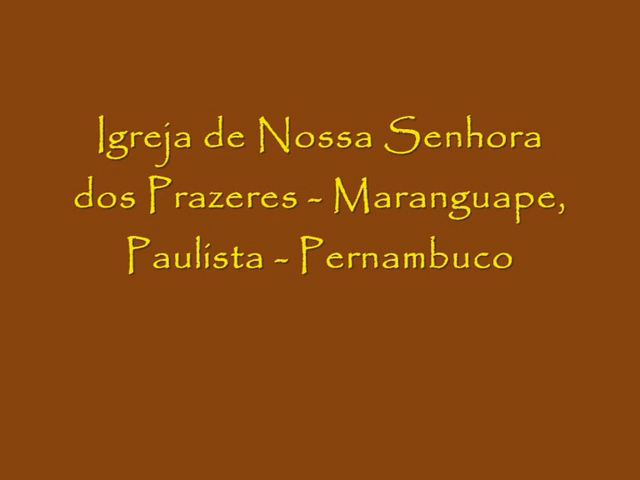 Igreja de Nossa Senhora
dos Prazeres - Maranguape,
Paulista - Pernambuco